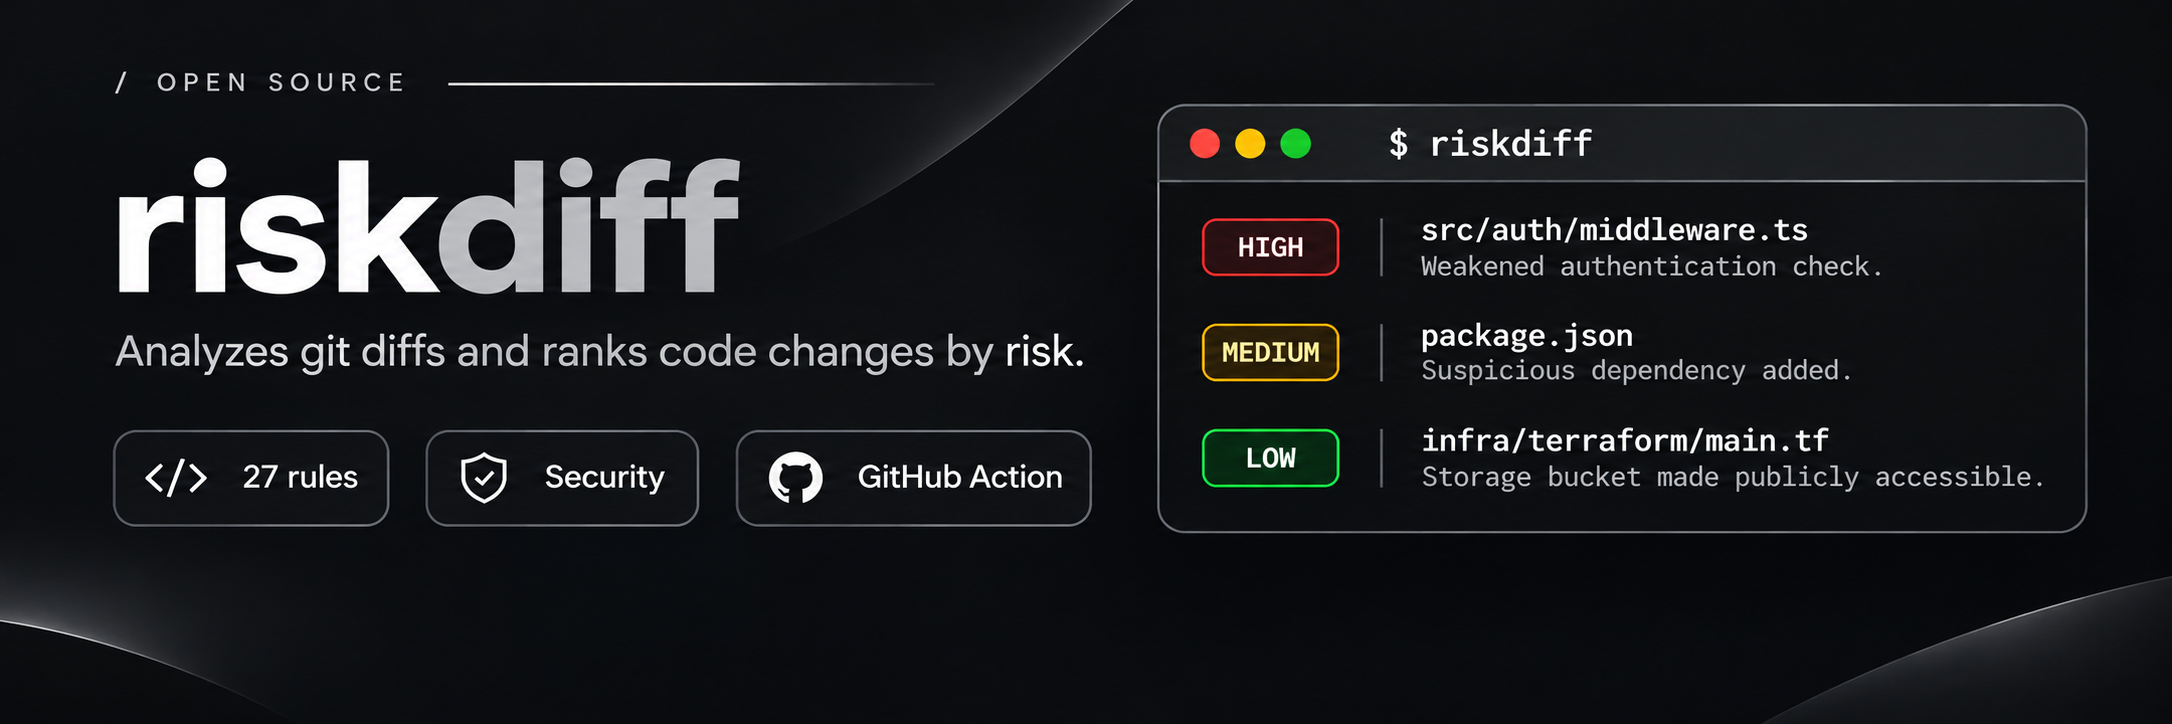 / OPEN SOURCE
riskdiff
Analyzes git diffs and ranks code changes by risk.
</> 27 rules
Security
GitHub Action
$ riskdiff
HIGH
src/auth/middleware.ts
Weakened authentication check.
MEDIUM
package.json
Suspicious dependency added.
LOW
infra/terraform/main.tf
Storage bucket made publicly accessible.